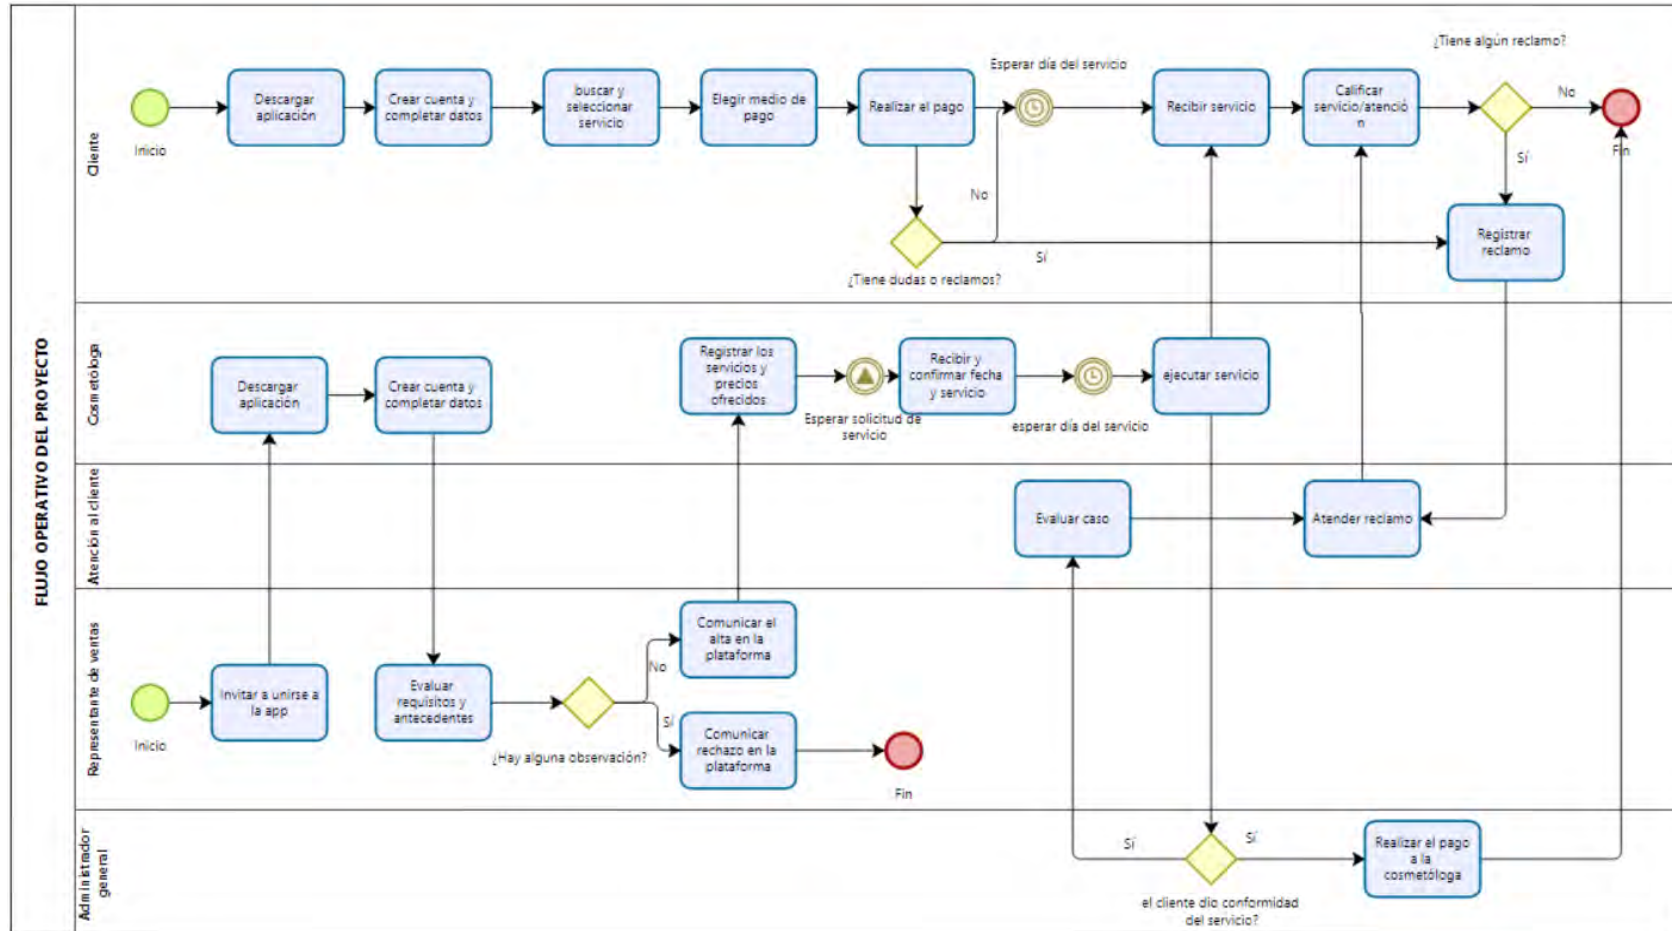 FLUJO OPERATIVO DEL PROYECTO
Cliente
Inicio
Descargar
aplicación
Crear cuenta y
completar datos
buscar y
seleccionar
servicio
Elegir medio de
pago
Realizar el pago
Esperar día del servicio
Recibir servicio
Calificar
servicio/atenció
n
¿Tiene algún reclamo?
No
Fin
Sí
Registrar
reclamo
No
Sí
¿Tiene dudas o reclamos?
Cosmetóloga
Descargar
aplicación
Crear cuenta y
completar datos
Registrar los
servicios y
precios
ofrecidos
Esperar solicitud de
servicio
Recibir y
confirmar fecha
y servicio
esperar día del servicio
ejecutar servicio
Atención al cliente
Evaluar caso
Atender reclamo
Representante de ventas
Inicio
Invitar a unirse a
la app
Evaluar
requisitos y
antecedentes
¿Hay alguna observación?
No
Sí
Comunicar el
alta en la
plataforma
Comunicar
rechazo en la
plataforma
Fin
Administrador
general
Sí
Sí
el cliente dio conformidad
del servicio?
Realizar el pago
a la
cosmetóloga